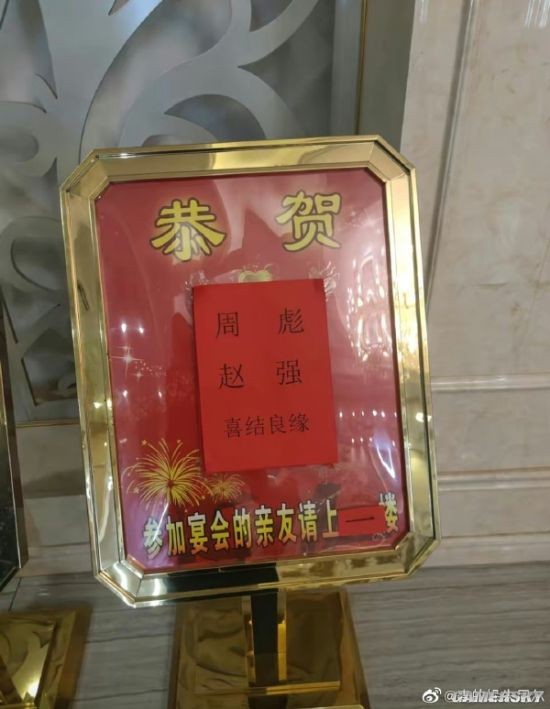 恭 贺
周 彪
赵 强
喜结良缘
参加宴会的亲友请上一楼